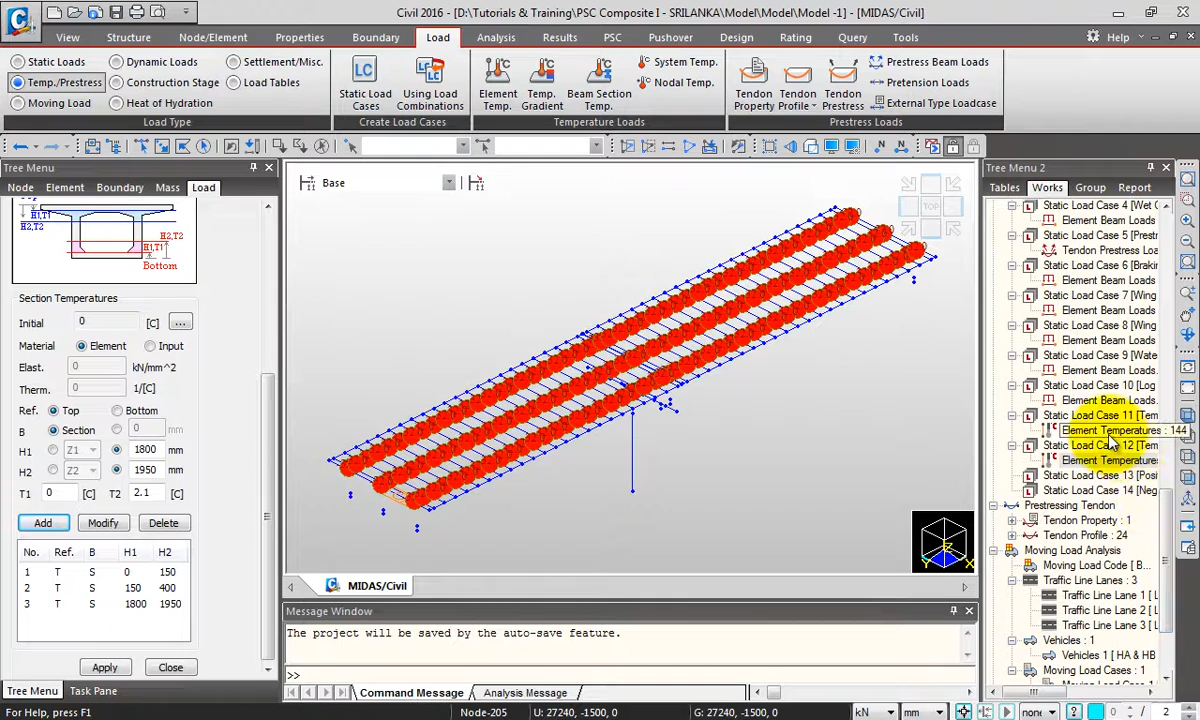 Civil 2016 - [D:\Tutorials & Training\PSC Composite I - SRILANKA\Model\Model\Model -1] - [MIDAS/Civil]
View Structure Node/Element Properties Boundary Load Analysis Results PSC Pushover Design Rating Query Tools Help
Static Loads Dynamic Loads Settlement/Misc.
Temp./Prestress Construction Stage Load Tables
Moving Load Heat of Hydration
Load Type
Static Load Cases
Using Load Combinations
Create Load Cases
Element Temp.
Temp. Gradient
Beam Section Temp.
System Temp.
Nodal Temp.
Temperature Loads
Tendon Property
Tendon Profile
Tendon Prestress
Prestress Beam Loads
Pretension Loads
External Type Loadcase
Prestress Loads
Tree Menu
Node Element Boundary Mass Load
H1,T1
H2,T2
H2,T2
H1,T1
Bottom
Section Temperatures
Initial 0 [C] ...
Material Element Input
Elast. 0 kN/mm^2
Therm. 0 1/[C]
Ref. Top Bottom
B Section 0 mm
H1 Z1 1800 mm
H2 Z2 1950 mm
T1 0 [C] T2 2.1 [C]
Add Modify Delete
No. Ref. B H1 H2
1 T S 0 150
2 T S 150 400
3 T S 1800 1950
Apply Close
Tree Menu Task Pane
Base
TOP
Z
Y X
MIDAS/Civil
Message Window
The project will be saved by the auto-save feature.
>>
Command Message Analysis Message
Tree Menu 2
Tables Works Group Report
Static Load Case 4 [Wet C
Element Beam Loads
Static Load Case 5 [Prest
Tendon Prestress Loa
Static Load Case 6 [Braki
Element Beam Loads
Static Load Case 7 [Wing
Element Beam Loads
Static Load Case 8 [Wing
Element Beam Loads
Static Load Case 9 [Wate
Element Beam Loads.
Static Load Case 10 [Log
Element Beam Loads.
Static Load Case 11 [Tem
Element Temperatures : 144
Static Load Case 12 [Tem
Element Temperatures
Static Load Case 13 [Posi
Static Load Case 14 [Neg
Prestressing Tendon
Tendon Property : 1
Tendon Profile : 24
Moving Load Analysis
Moving Load Code [ B...
Traffic Line Lanes : 3
Traffic Line Lane 1 [ L
Traffic Line Lane 2 [ L
Traffic Line Lane 3 [ L
Vehicles : 1
Vehicles 1 [ HA & HB
Moving Load Cases : 1
For Help, press F1 Node-205 U: 27240, -1500, 0 G: 27240, -1500, 0 kN mm none 0 / 2